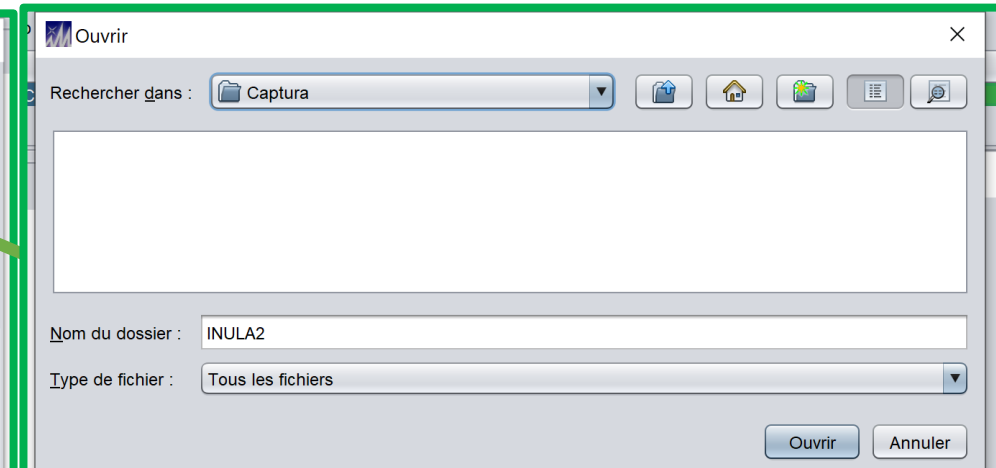 Ouvrir
Rechercher dans :
Captura
Nom du dossier :
INULA2
Type de fichier :
Tous les fichiers
Ouvrir
Annuler